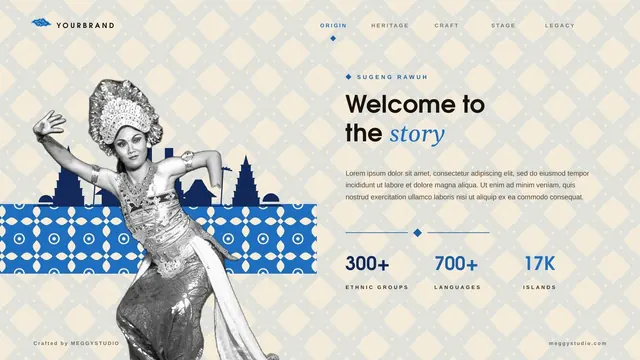 YOURBRAND
ORIGIN HERITAGE CRAFT STAGE LEGACY
SUGENG RAWUH
Welcome to
the story
Lorem ipsum dolor sit amet, consectetur adipiscing elit, sed do eiusmod tempor
incididunt ut labore et dolore magna aliqua. Ut enim ad minim veniam, quis
nostrud exercitation ullamco laboris nisi ut aliquip ex ea commodo consequat.
300+ 700+ 17K
ETHNIC GROUPS LANGUAGES ISLANDS
Crafted by MEGGYSTUDIO meggystudio.com